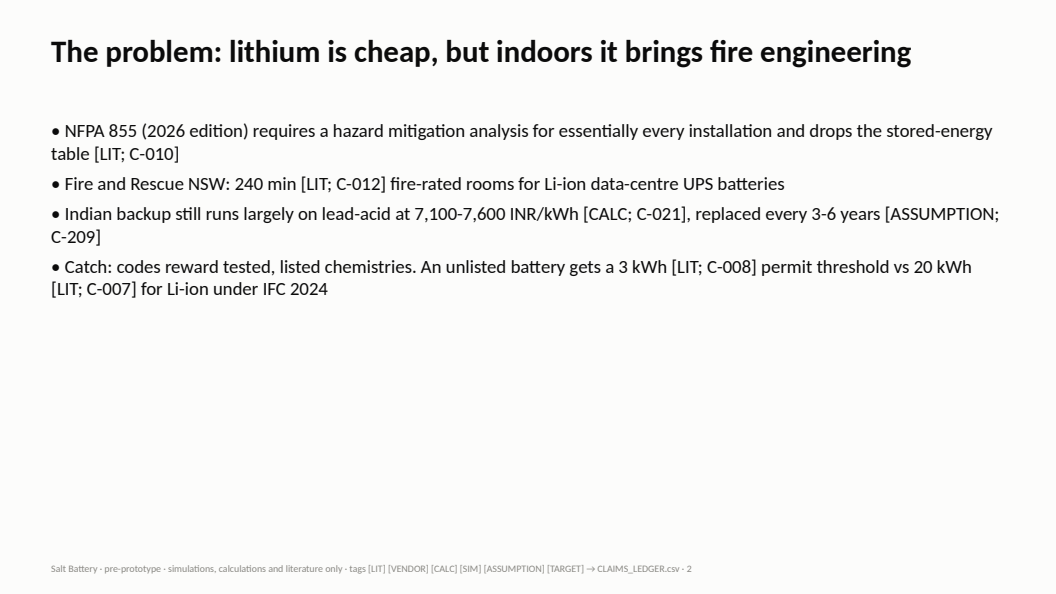 The problem: lithium is cheap, but indoors it brings fire engineering
• NFPA 855 (2026 edition) requires a hazard mitigation analysis for essentially every installation and drops the stored-energy
table [LIT; C-010]
• Fire and Rescue NSW: 240 min [LIT; C-012] fire-rated rooms for Li-ion data-centre UPS batteries
• Indian backup still runs largely on lead-acid at 7,100-7,600 INR/kWh [CALC; C-021], replaced every 3-6 years [ASSUMPTION;
C-209]
• Catch: codes reward tested, listed chemistries. An unlisted battery gets a 3 kWh [LIT; C-008] permit threshold vs 20 kWh
[LIT; C-007] for Li-ion under IFC 2024
Salt Battery · pre-prototype · simulations, calculations and literature only · tags [LIT] [VENDOR] [CALC] [SIM] [ASSUMPTION] [TARGET] → CLAIMS_LEDGER.csv · 2